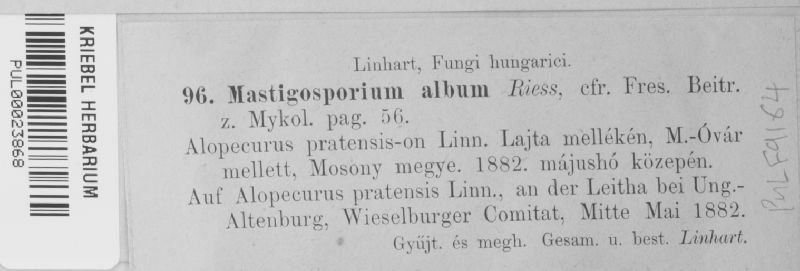 Linhart, Fungi hungarici.
96. Mastigosporium album Riess, cfr. Fres. Beitr.
z. Mykol. pag. 56.
Alopecurus pratensis-on Linn. Lajta mellékén, M.-Óvár
mellett, Mosony megye. 1882. májushó közepén.
Auf Alopecurus pratensis Linn., an der Leitha bei Ung.-
Altenburg, Wieselburger Comitat, Mitte Mai 1882.
Gyűjt. és megh. Gesam. u. best. Linhart.
KRIEBEL HERBARIUM
PUL00023868
PUL F9164